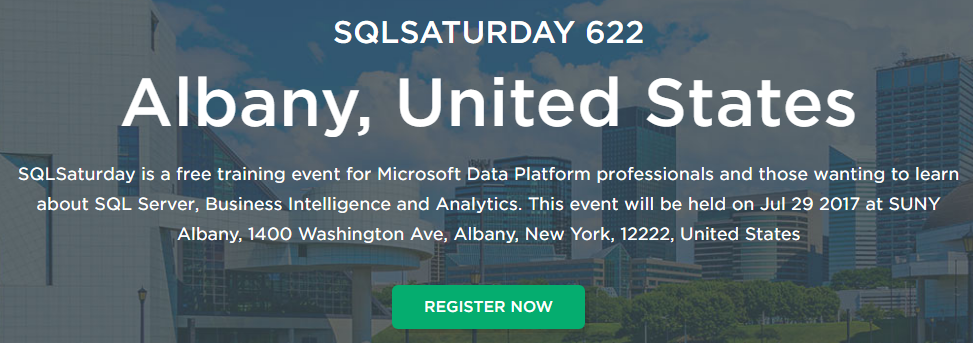 SQLSATURDAY 622
Albany, United States
SQLSaturday is a free training event for Microsoft Data Platform professionals and those wanting to learn
about SQL Server, Business Intelligence and Analytics. This event will be held on Jul 29 2017 at SUNY
Albany, 1400 Washington Ave, Albany, New York, 12222, United States
REGISTER NOW